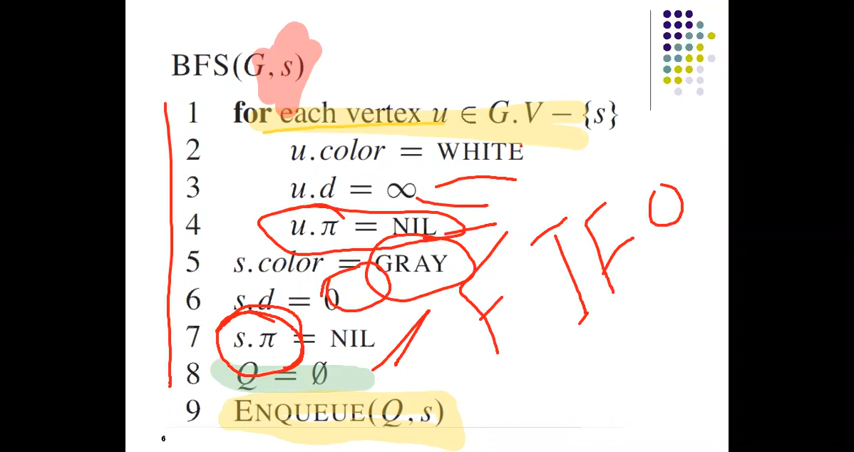 BFS(G, s)
1 for each vertex u ∈ G.V − {s}
2 u.color = WHITE
3 u.d = ∞
4 u.π = NIL
5 s.color = GRAY
6 s.d = 0
7 s.π = NIL
8 Q = Ø
9 ENQUEUE(Q, s)
FIFO
6